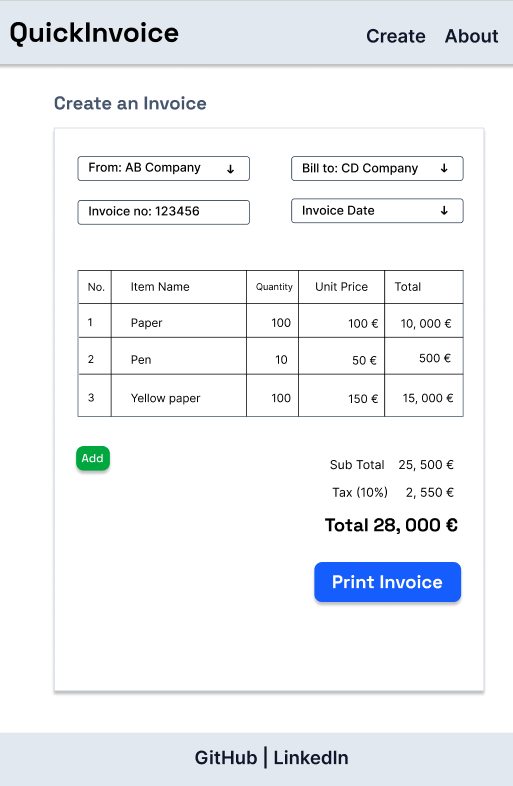 QuickInvoice Create About
Create an Invoice
From: AB Company ↓ Bill to: CD Company ↓
Invoice no: 123456 Invoice Date ↓
No. Item Name Quantity Unit Price Total
1 Paper 100 100 € 10, 000 €
2 Pen 10 50 € 500 €
3 Yellow paper 100 150 € 15, 000 €
Add
Sub Total 25, 500 €
Tax (10%) 2, 550 €
Total 28, 000 €
Print Invoice
GitHub | LinkedIn